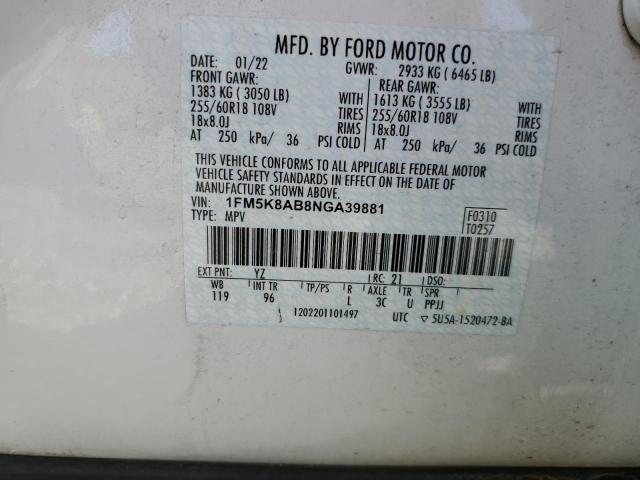 MFD. BY FORD MOTOR CO.
DATE: 01/22 GVWR: 2933 KG ( 6465 LB)
FRONT GAWR: REAR GAWR:
1383 KG ( 3050 LB) WITH 1613 KG ( 3555 LB) WITH
255/60R18 108V TIRES 255/60R18 108V TIRES
18x8.0J RIMS 18x8.0J RIMS
AT 250 kPa/ 36 PSI COLD AT 250 kPa/ 36 PSI COLD
THIS VEHICLE CONFORMS TO ALL APPLICABLE FEDERAL MOTOR
VEHICLE SAFETY STANDARDS IN EFFECT ON THE DATE OF
MANUFACTURE SHOWN ABOVE.
VIN: 1FM5K8AB8NGA39881 F0310
TYPE: MPV T0257
EXT PNT: YZ RC: 21 DSO:
WB INT TR TP/PS R AXLE TR SPR
119 96 L 3C U PPJJ
1202201101497 UTC ▽ 5U5A-1520472-BA